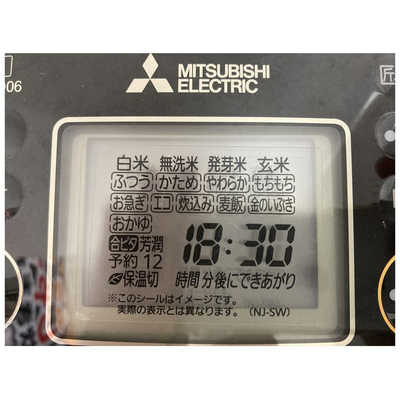 MITSUBISHI
ELECTRIC
06
白米 無洗米 発芽米 玄米
ふつう かため やわらか もちもち
お急ぎ エコ 炊込み 麦飯 金のいぶき
おかゆ
合ピタ 芳潤
18:30
予約 12
保温切 時間 分後にできあがり
※このシールはイメージです。
実際の表示とは異なります。 (NJ-SW)